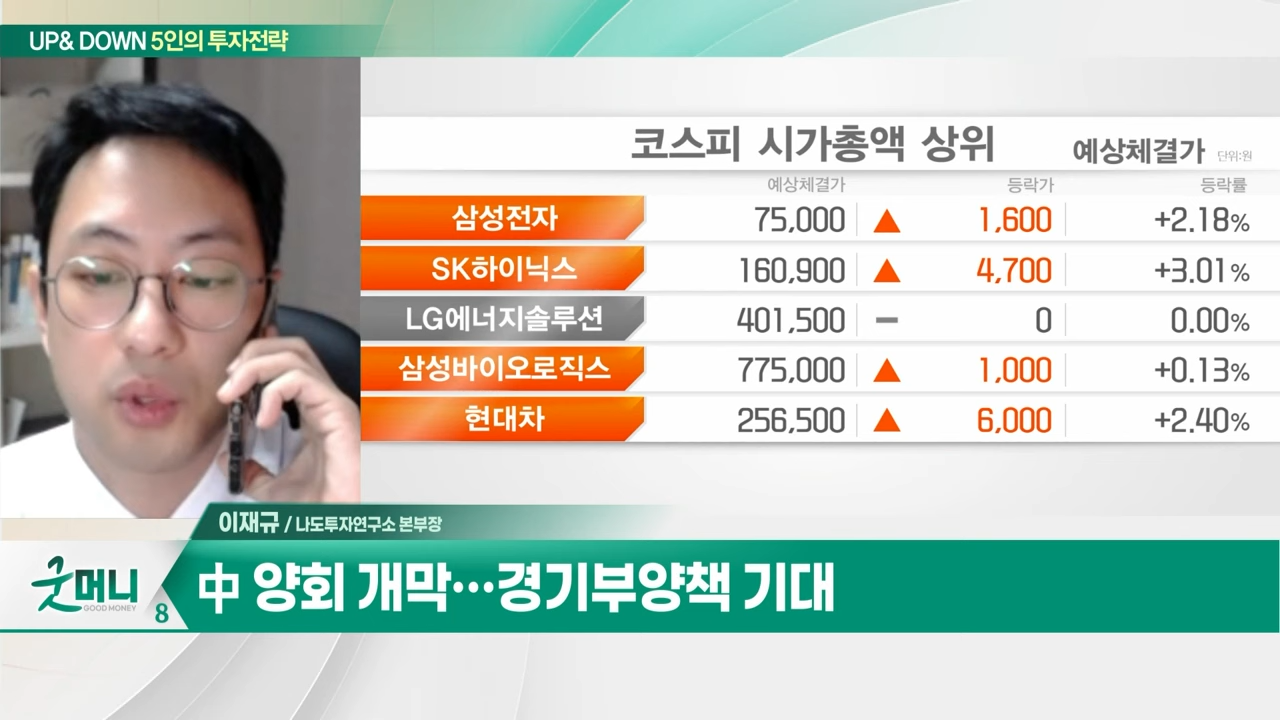 UP& DOWN 5인의 투자전략
코스피 시가총액 상위 예상체결가 단위:원
예상체결가 등락가 등락률
삼성전자 75,000 ▲ 1,600 +2.18%
SK하이닉스 160,900 ▲ 4,700 +3.01%
LG에너지솔루션 401,500 – 0 0.00%
삼성바이오로직스 775,000 ▲ 1,000 +0.13%
현대차 256,500 ▲ 6,000 +2.40%
이재규 / 나도투자연구소 본부장
굿머니
GOOD MONEY
8
中 양회 개막…경기부양책 기대